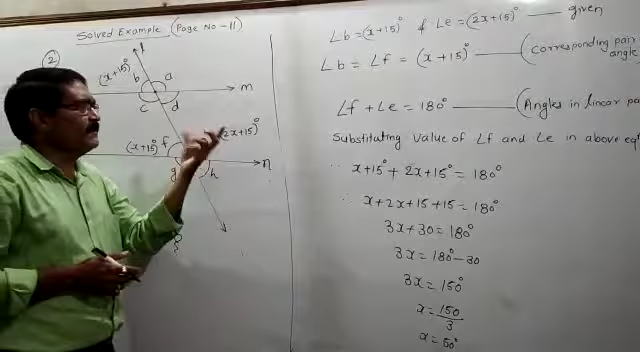 Solved Example (Page No - 11)
2
l
(x+15)°
b a
m
c d
(x+15)° f
(2x+15)°
n
g h
∠b = (x+15)° & ∠e = (2x+15)° — given
∠b = ∠f = (x+15)° — (Corresponding pair angle
∠f + ∠e = 180° — (Angles in linear pa
Substituting value of ∠f and ∠e in above eq
∴ x+15° + 2x+15° = 180°
∴ x+2x+15+15 = 180°
3x+30 = 180°
3x = 180° - 30
3x = 150°
x = 150/3
x = 50°